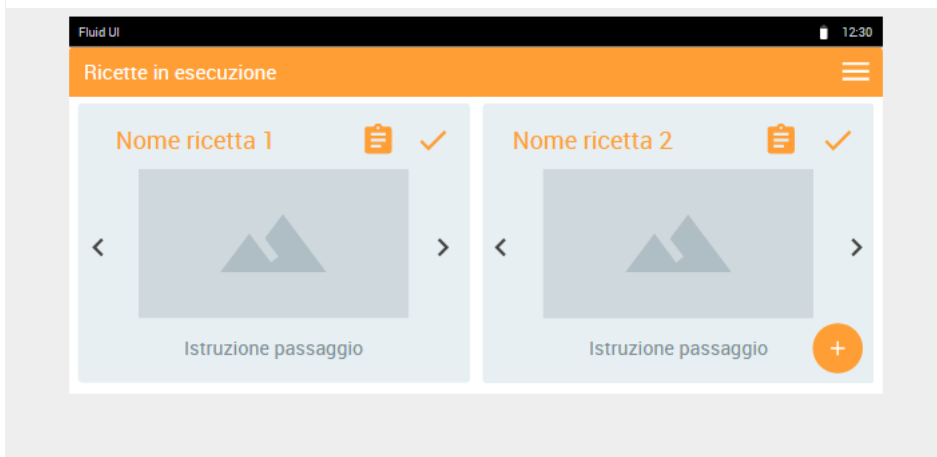 Fluid UI 12:30
Ricette in esecuzione
Nome ricetta 1
Nome ricetta 2
Istruzione passaggio
Istruzione passaggio